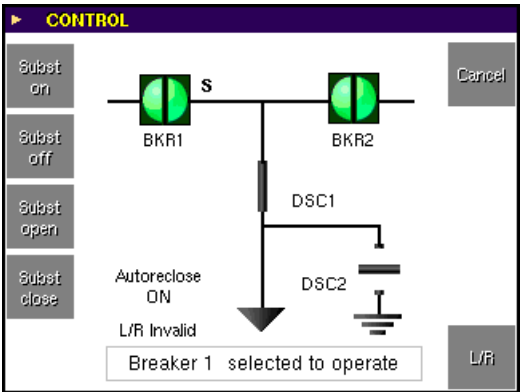 CONTROL
Subst
on
Cancel
S
BKR1
BKR2
Subst
off
Subst
open
DSC1
Subst
close
Autoreclose
ON
DSC2
L/R Invalid
Breaker 1 selected to operate
L/R